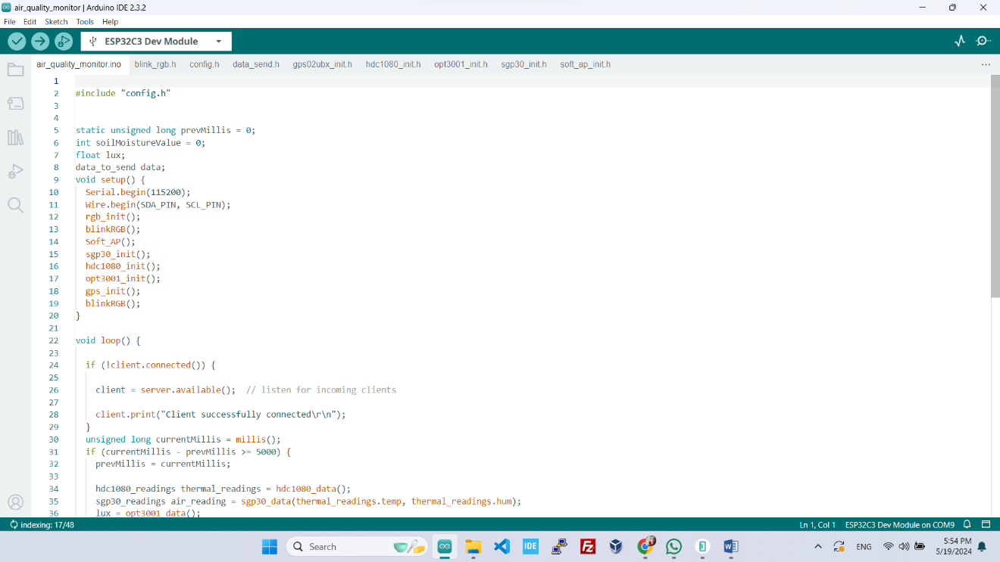 air_quality_monitor | Arduino IDE 2.3.2
File Edit Sketch Tools Help
ESP32C3 Dev Module
air_quality_monitor.ino blink_rgb.h config.h data_send.h gps02ubx_init.h hdc1080_init.h opt3001_init.h sgp30_init.h soft_ap_init.h ...
1
2 #include "config.h"
3
4
5 static unsigned long prevMillis = 0;
6 int soilMoistureValue = 0;
7 float lux;
8 data_to_send data;
9 void setup() {
10 Serial.begin(115200);
11 Wire.begin(SDA_PIN, SCL_PIN);
12 rgb_init();
13 blinkRGB();
14 Soft_AP();
15 sgp30_init();
16 hdc1080_init();
17 opt3001_init();
18 gps_init();
19 blinkRGB();
20 }
21
22 void loop() {
23
24 if (!client.connected()) {
25
26 client = server.available(); // listen for incoming clients
27
28 client.print("Client successfully connected\r\n");
29 }
30 unsigned long currentMillis = millis();
31 if (currentMillis - prevMillis >= 5000) {
32 prevMillis = currentMillis;
33
34 hdc1080_readings thermal_readings = hdc1080_data();
35 sgp30_readings air_reading = sgp30_data(thermal_readings.temp, thermal_readings.hum);
36 lux = opt3001_data();
indexing: 17/48 Ln 1, Col 1 ESP32C3 Dev Module on COM9
Search IDE Fz W ENG 5:54 PM
5/19/2024